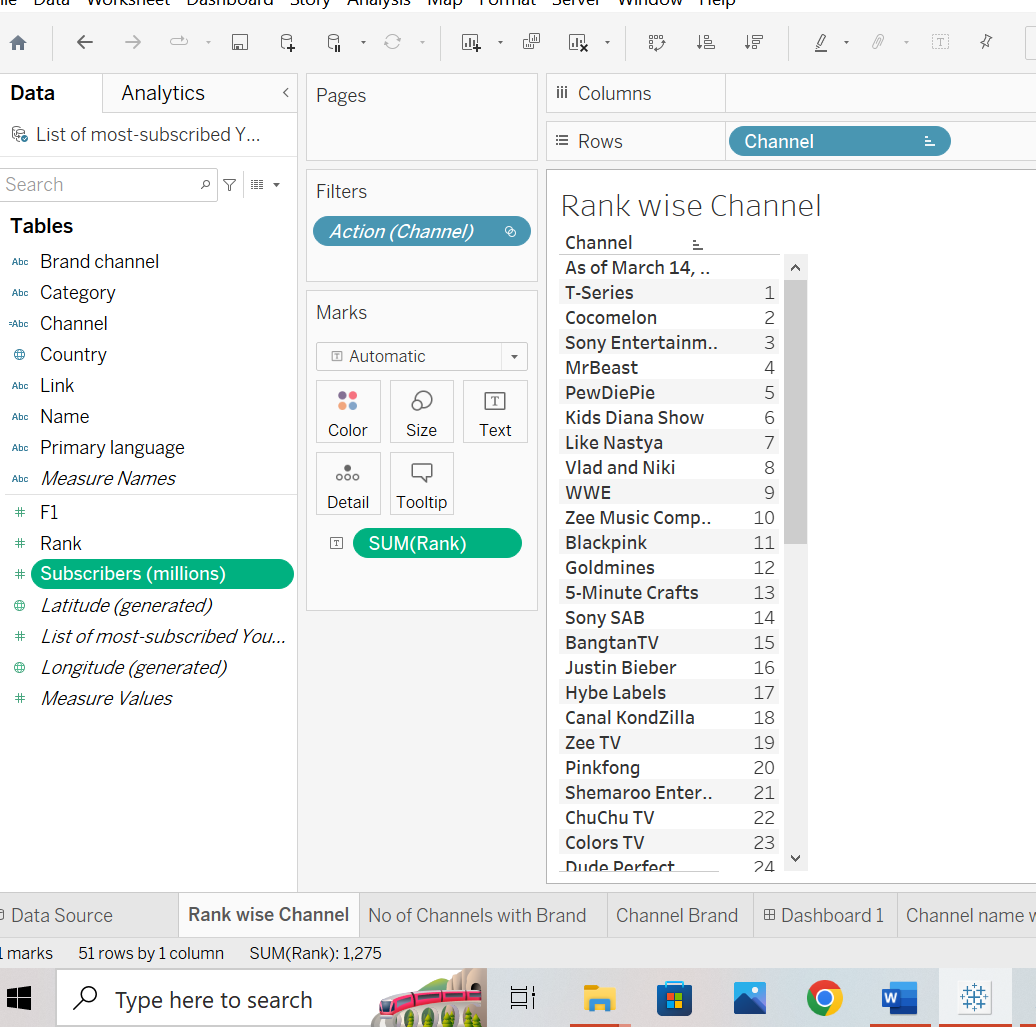 Data Worksheet Dashboard Story Analysis Map Format Server Window Help
Data
Analytics
List of most-subscribed Y...
Search
Tables
Abc Brand channel
Abc Category
=Abc Channel
Country
Abc Link
Abc Name
Abc Primary language
Abc Measure Names
# F1
# Rank
# Subscribers (millions)
Latitude (generated)
# List of most-subscribed You...
Longitude (generated)
# Measure Values
Pages
Filters
Action (Channel)
Marks
T Automatic
Color
Size
T Text
Detail
Tooltip
T SUM(Rank)
iii Columns
Rows
Channel
Rank wise Channel
Channel
As of March 14, ..
T-Series 1
Cocomelon 2
Sony Entertainm.. 3
MrBeast 4
PewDiePie 5
Kids Diana Show 6
Like Nastya 7
Vlad and Niki 8
WWE 9
Zee Music Comp.. 10
Blackpink 11
Goldmines 12
5-Minute Crafts 13
Sony SAB 14
BangtanTV 15
Justin Bieber 16
Hybe Labels 17
Canal KondZilla 18
Zee TV 19
Pinkfong 20
Shemaroo Enter.. 21
ChuChu TV 22
Colors TV 23
Dude Perfect 24
Data Source
Rank wise Channel
No of Channels with Brand
Channel Brand
Dashboard 1
Channel name w
marks 51 rows by 1 column SUM(Rank): 1,275
Type here to search
W